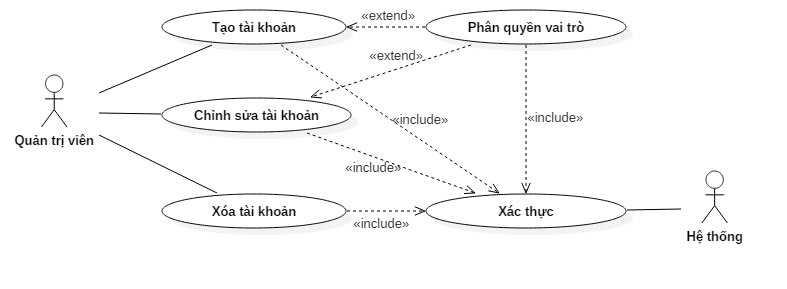 Tạo tài khoản
«extend»
Phân quyền vai trò
«extend»
Quản trị viên
Chỉnh sửa tài khoản
«include»
«include»
«include»
Xóa tài khoản
«include»
Xác thực
Hệ thống